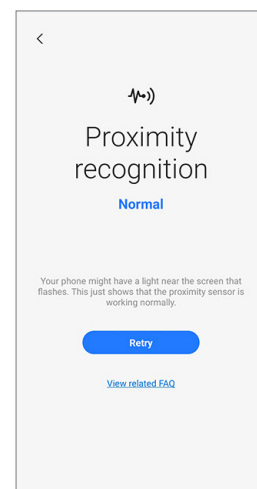 Proximity
recognition
Normal
Your phone might have a light near the screen that
flashes. This just shows that the proximity sensor is
working normally.
Retry
View related FAQ